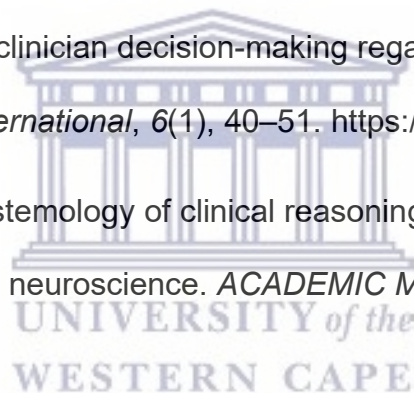 clinician decision-making rega
ernational, 6(1), 40–51. https:/
stemology of clinical reasoning
neuroscience. ACADEMIC M
UNIVERSITY of the
WESTERN CAPE